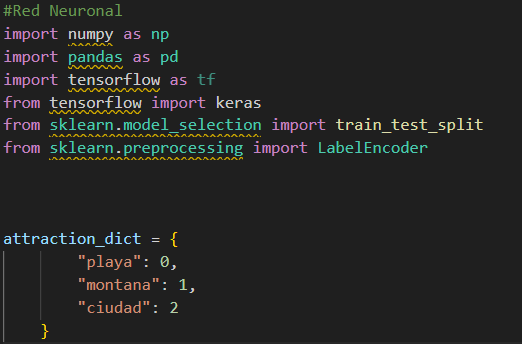 #Red Neuronal
import numpy as np
import pandas as pd
import tensorflow as tf
from tensorflow import keras
from sklearn.model_selection import train_test_split
from sklearn.preprocessing import LabelEncoder
attraction_dict = {
"playa": 0,
"montana": 1,
"ciudad": 2
}